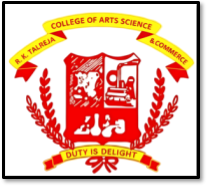 R. K. TALREJA COLLEGE OF ARTS SCIENCE & COMMERCE
DUTY IS DELIGHT